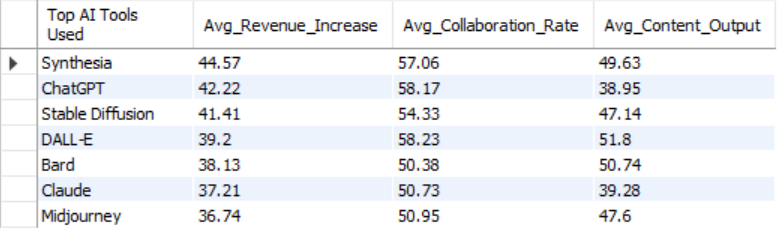 Top AI Tools Used Avg_Revenue_Increase Avg_Collaboration_Rate Avg_Content_Output
Synthesia 44.57 57.06 49.63
ChatGPT 42.22 58.17 38.95
Stable Diffusion 41.41 54.33 47.14
DALL-E 39.2 58.23 51.8
Bard 38.13 50.38 50.74
Claude 37.21 50.73 39.28
Midjourney 36.74 50.95 47.6